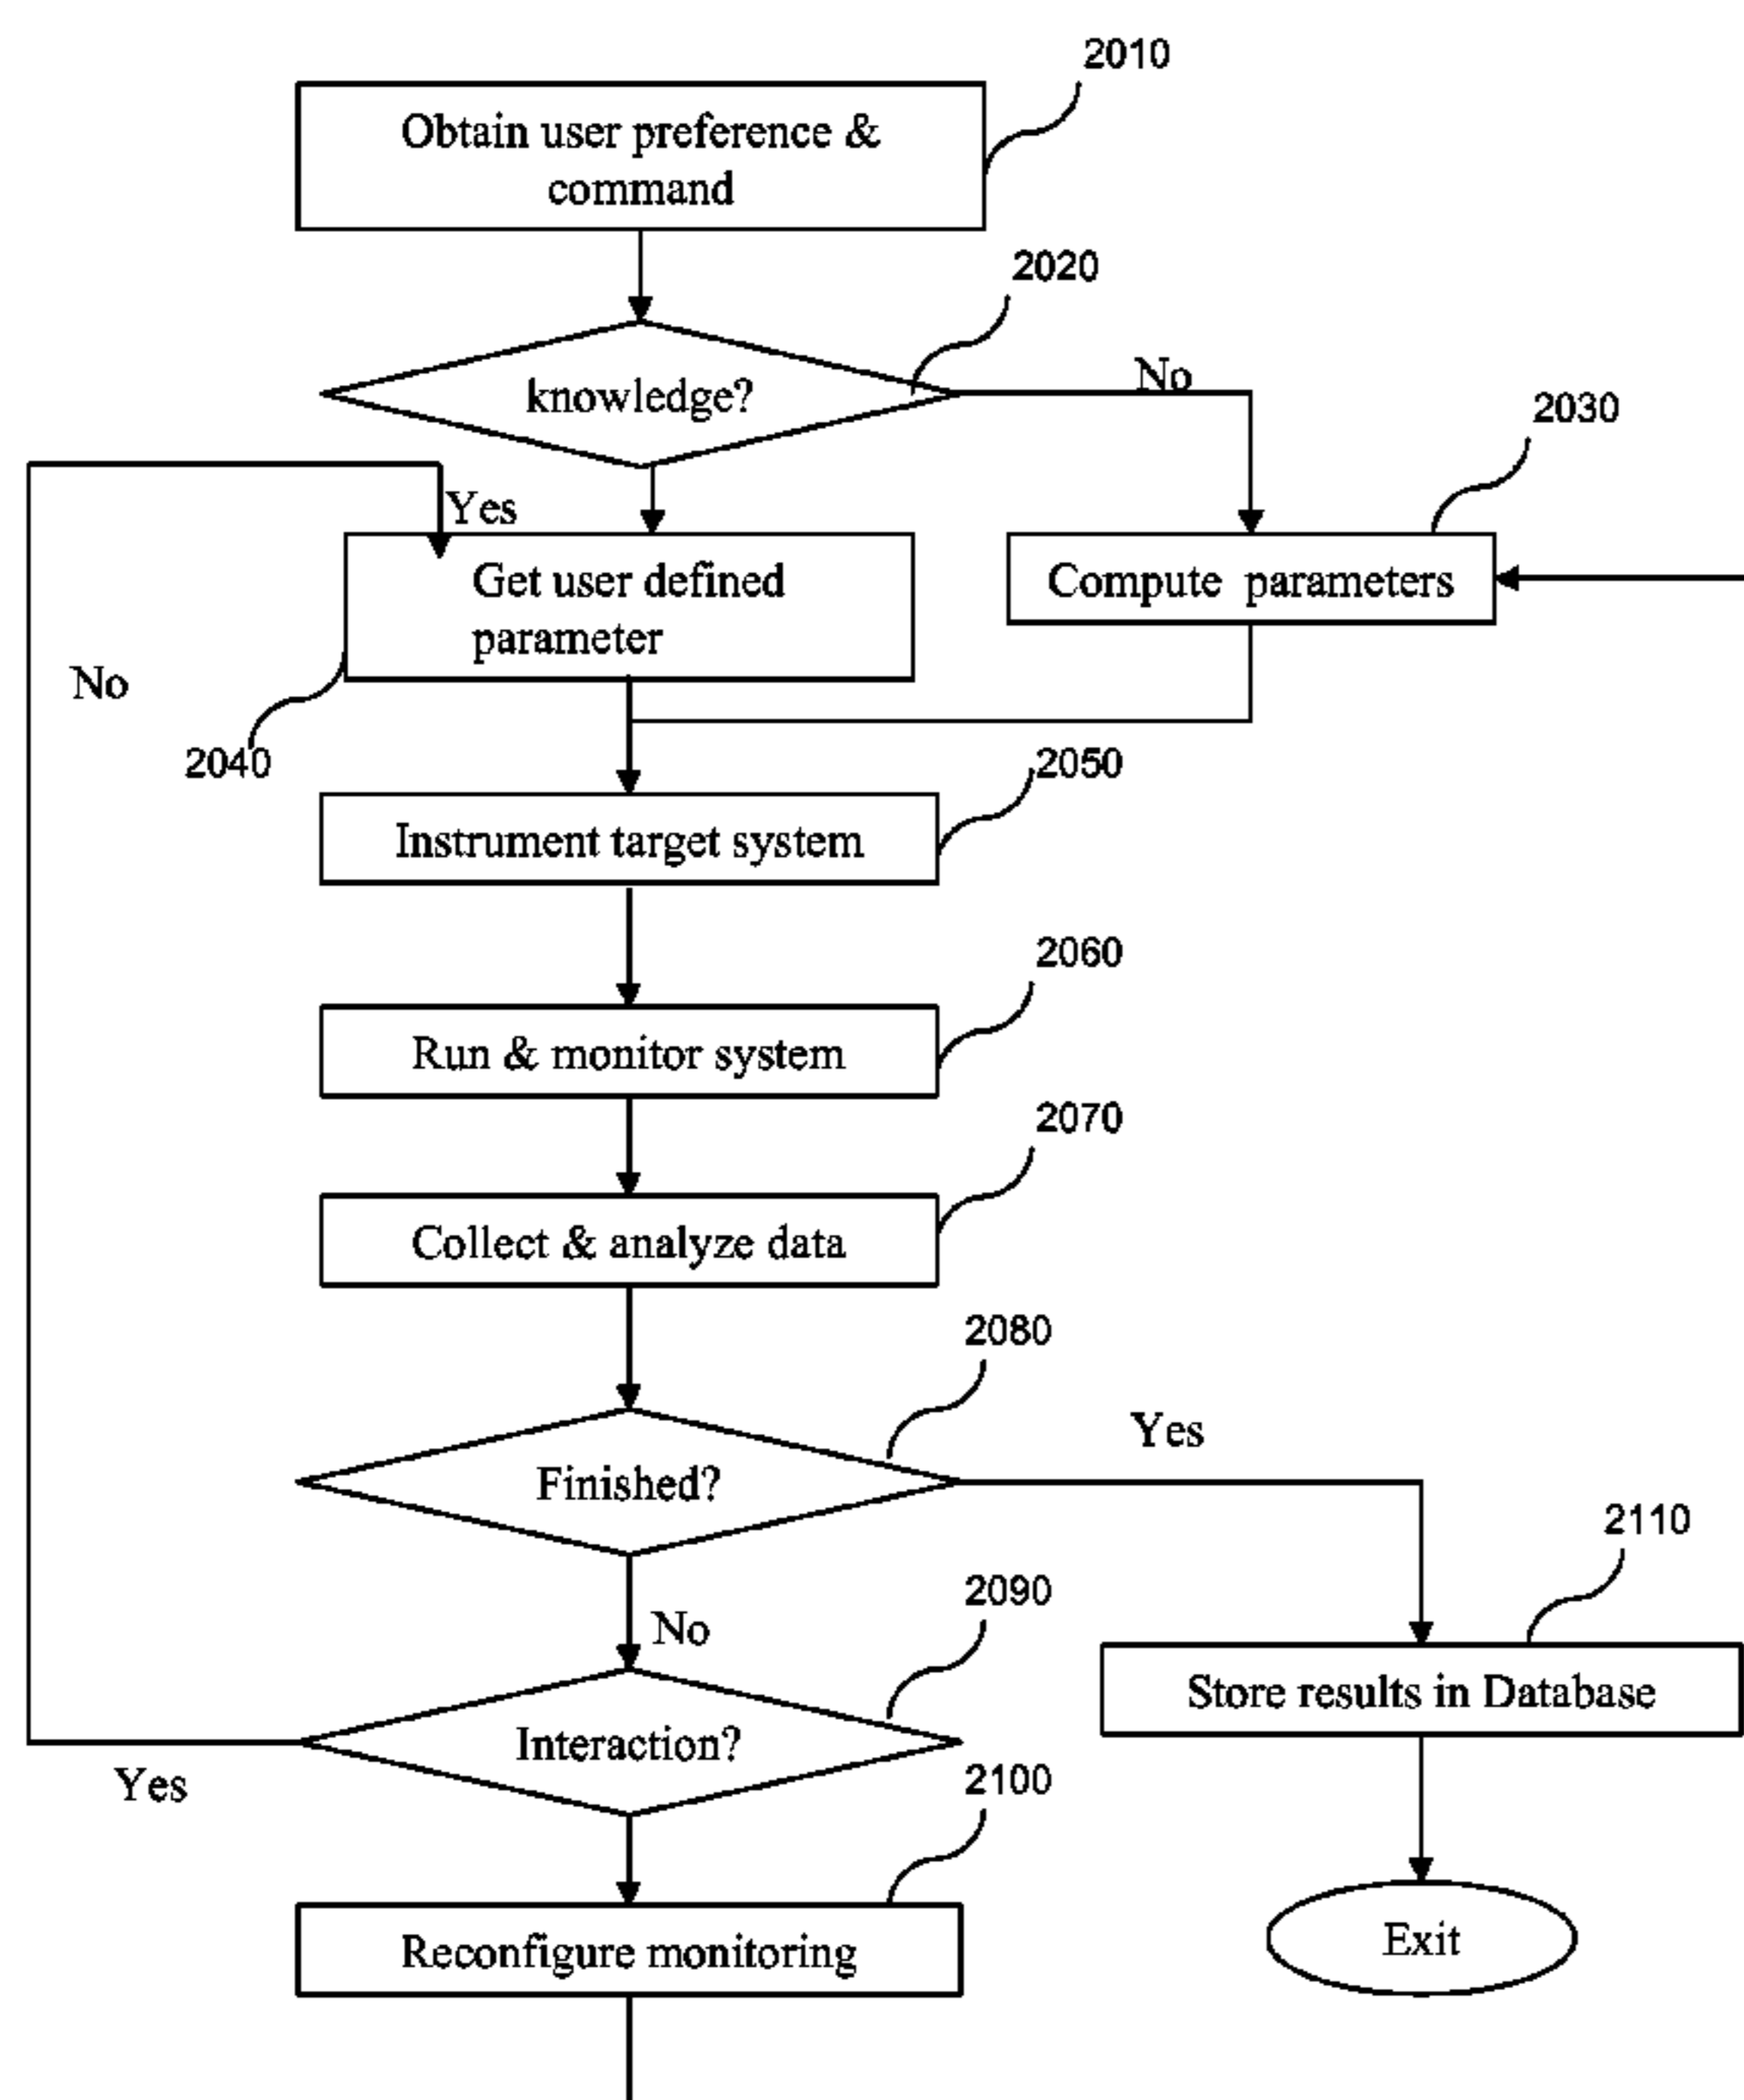 2010
Obtain user preference &
command
2020
knowledge?
No
2030
Yes
Get user defined
parameter
Compute parameters
No
2040
2050
Instrument target system
2060
Run & monitor system
2070
Collect & analyze data
2080
Finished?
Yes
2110
2090
No
Store results in Database
Interaction?
Yes
2100
Reconfigure monitoring
Exit